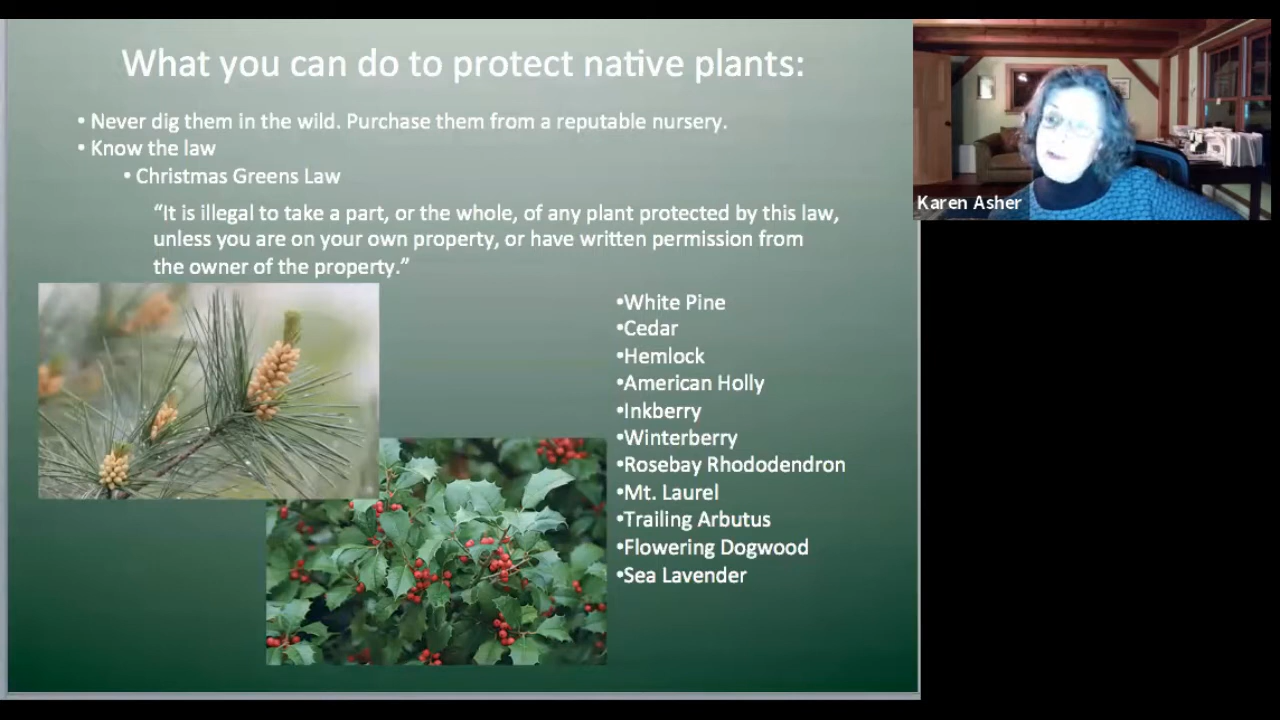 What you can do to protect native plants:
• Never dig them in the wild. Purchase them from a reputable nursery.
• Know the law
• Christmas Greens Law
“It is illegal to take a part, or the whole, of any plant protected by this law,
unless you are on your own property, or have written permission from
the owner of the property.”
•White Pine
•Cedar
•Hemlock
•American Holly
•Inkberry
•Winterberry
•Rosebay Rhododendron
•Mt. Laurel
•Trailing Arbutus
•Flowering Dogwood
•Sea Lavender
Karen Asher